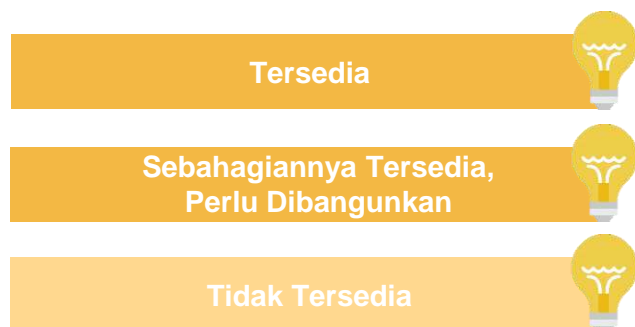 Tersedia
Sebahagiannya Tersedia,
Perlu Dibangunkan
Tidak Tersedia